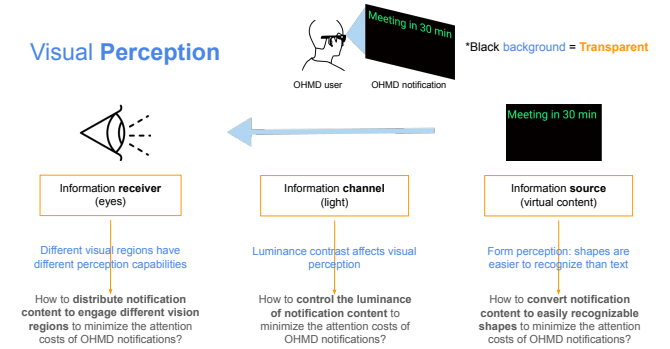 Visual Perception
Meeting in 30 min
*Black background = Transparent
OHMD user
OHMD notification
Meeting in 30 min
Information receiver
(eyes)
Information channel
(light)
Information source
(virtual content)
Different visual regions have
different perception capabilities
Luminance contrast affects visual
perception
Form perception: shapes are
easier to recognize than text
How to distribute notification
content to engage different vision
regions to minimize the attention
costs of OHMD notifications?
How to control the luminance
of notification content to
minimize the attention costs of
OHMD notifications?
How to convert notification
content to easily recognizable
shapes to minimize the attention
costs of OHMD notifications?